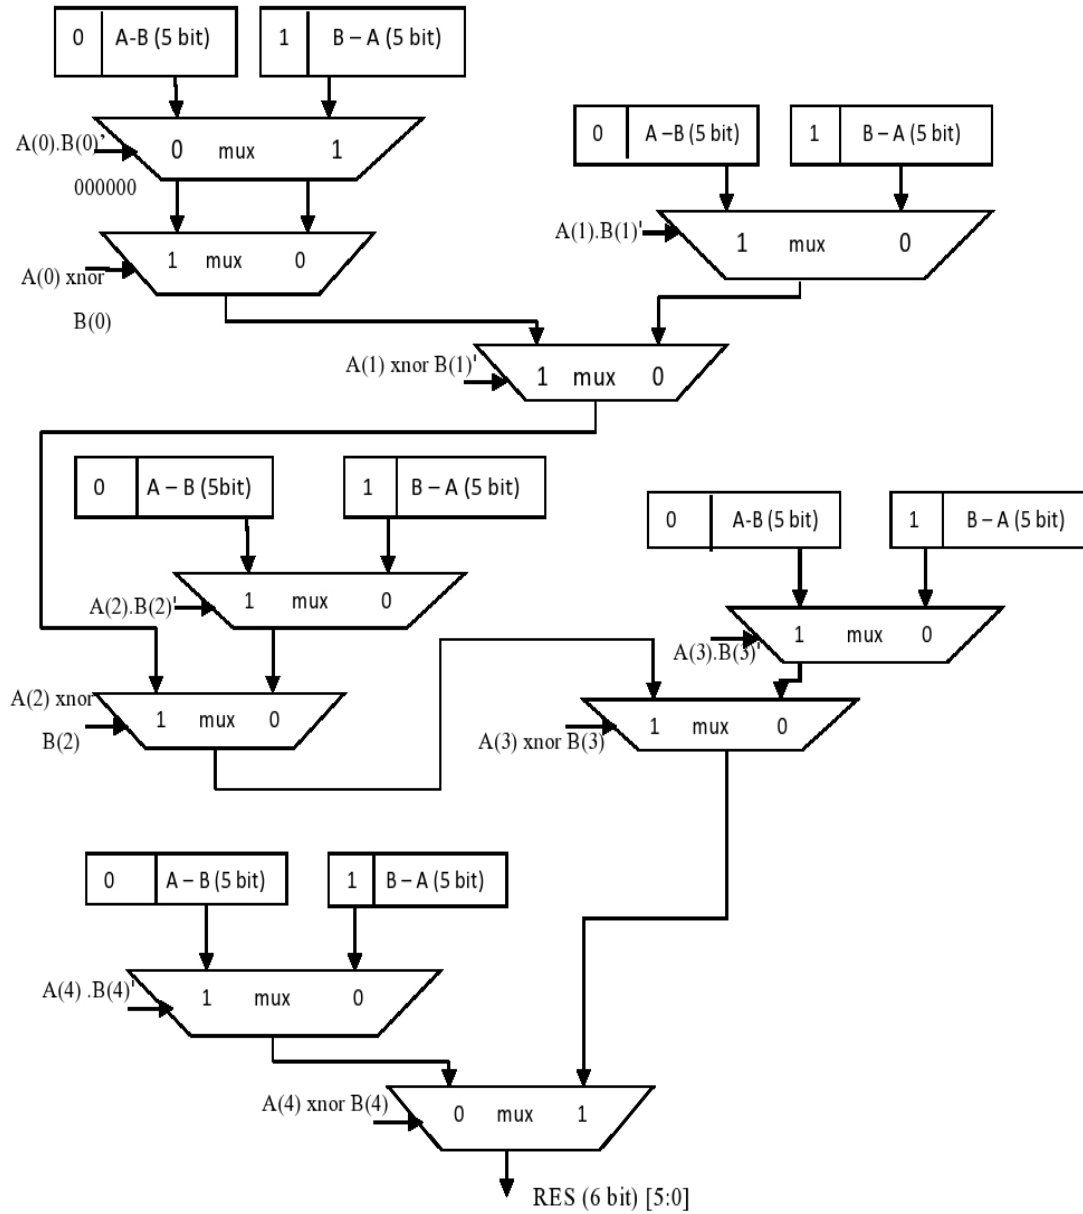 0 A-B (5 bit) 1 B – A (5 bit)
A(0).B(0)' 0 mux 1
000000
0 A –B (5 bit) 1 B – A (5 bit)
A(1).B(1)' 1 mux 0
A(0) xnor 1 mux 0
B(0)
A(1) xnor B(1)' 1 mux 0
0 A – B (5bit) 1 B – A (5 bit)
0 A-B (5 bit) 1 B – A (5 bit)
A(2).B(2)' 1 mux 0
A(3).B(3)' 1 mux 0
A(2) xnor 1 mux 0
B(2)
A(3) xnor B(3) 1 mux 0
0 A – B (5 bit) 1 B – A (5 bit)
A(4) .B(4)' 1 mux 0
A(4) xnor B(4) 0 mux 1
RES (6 bit) [5:0]